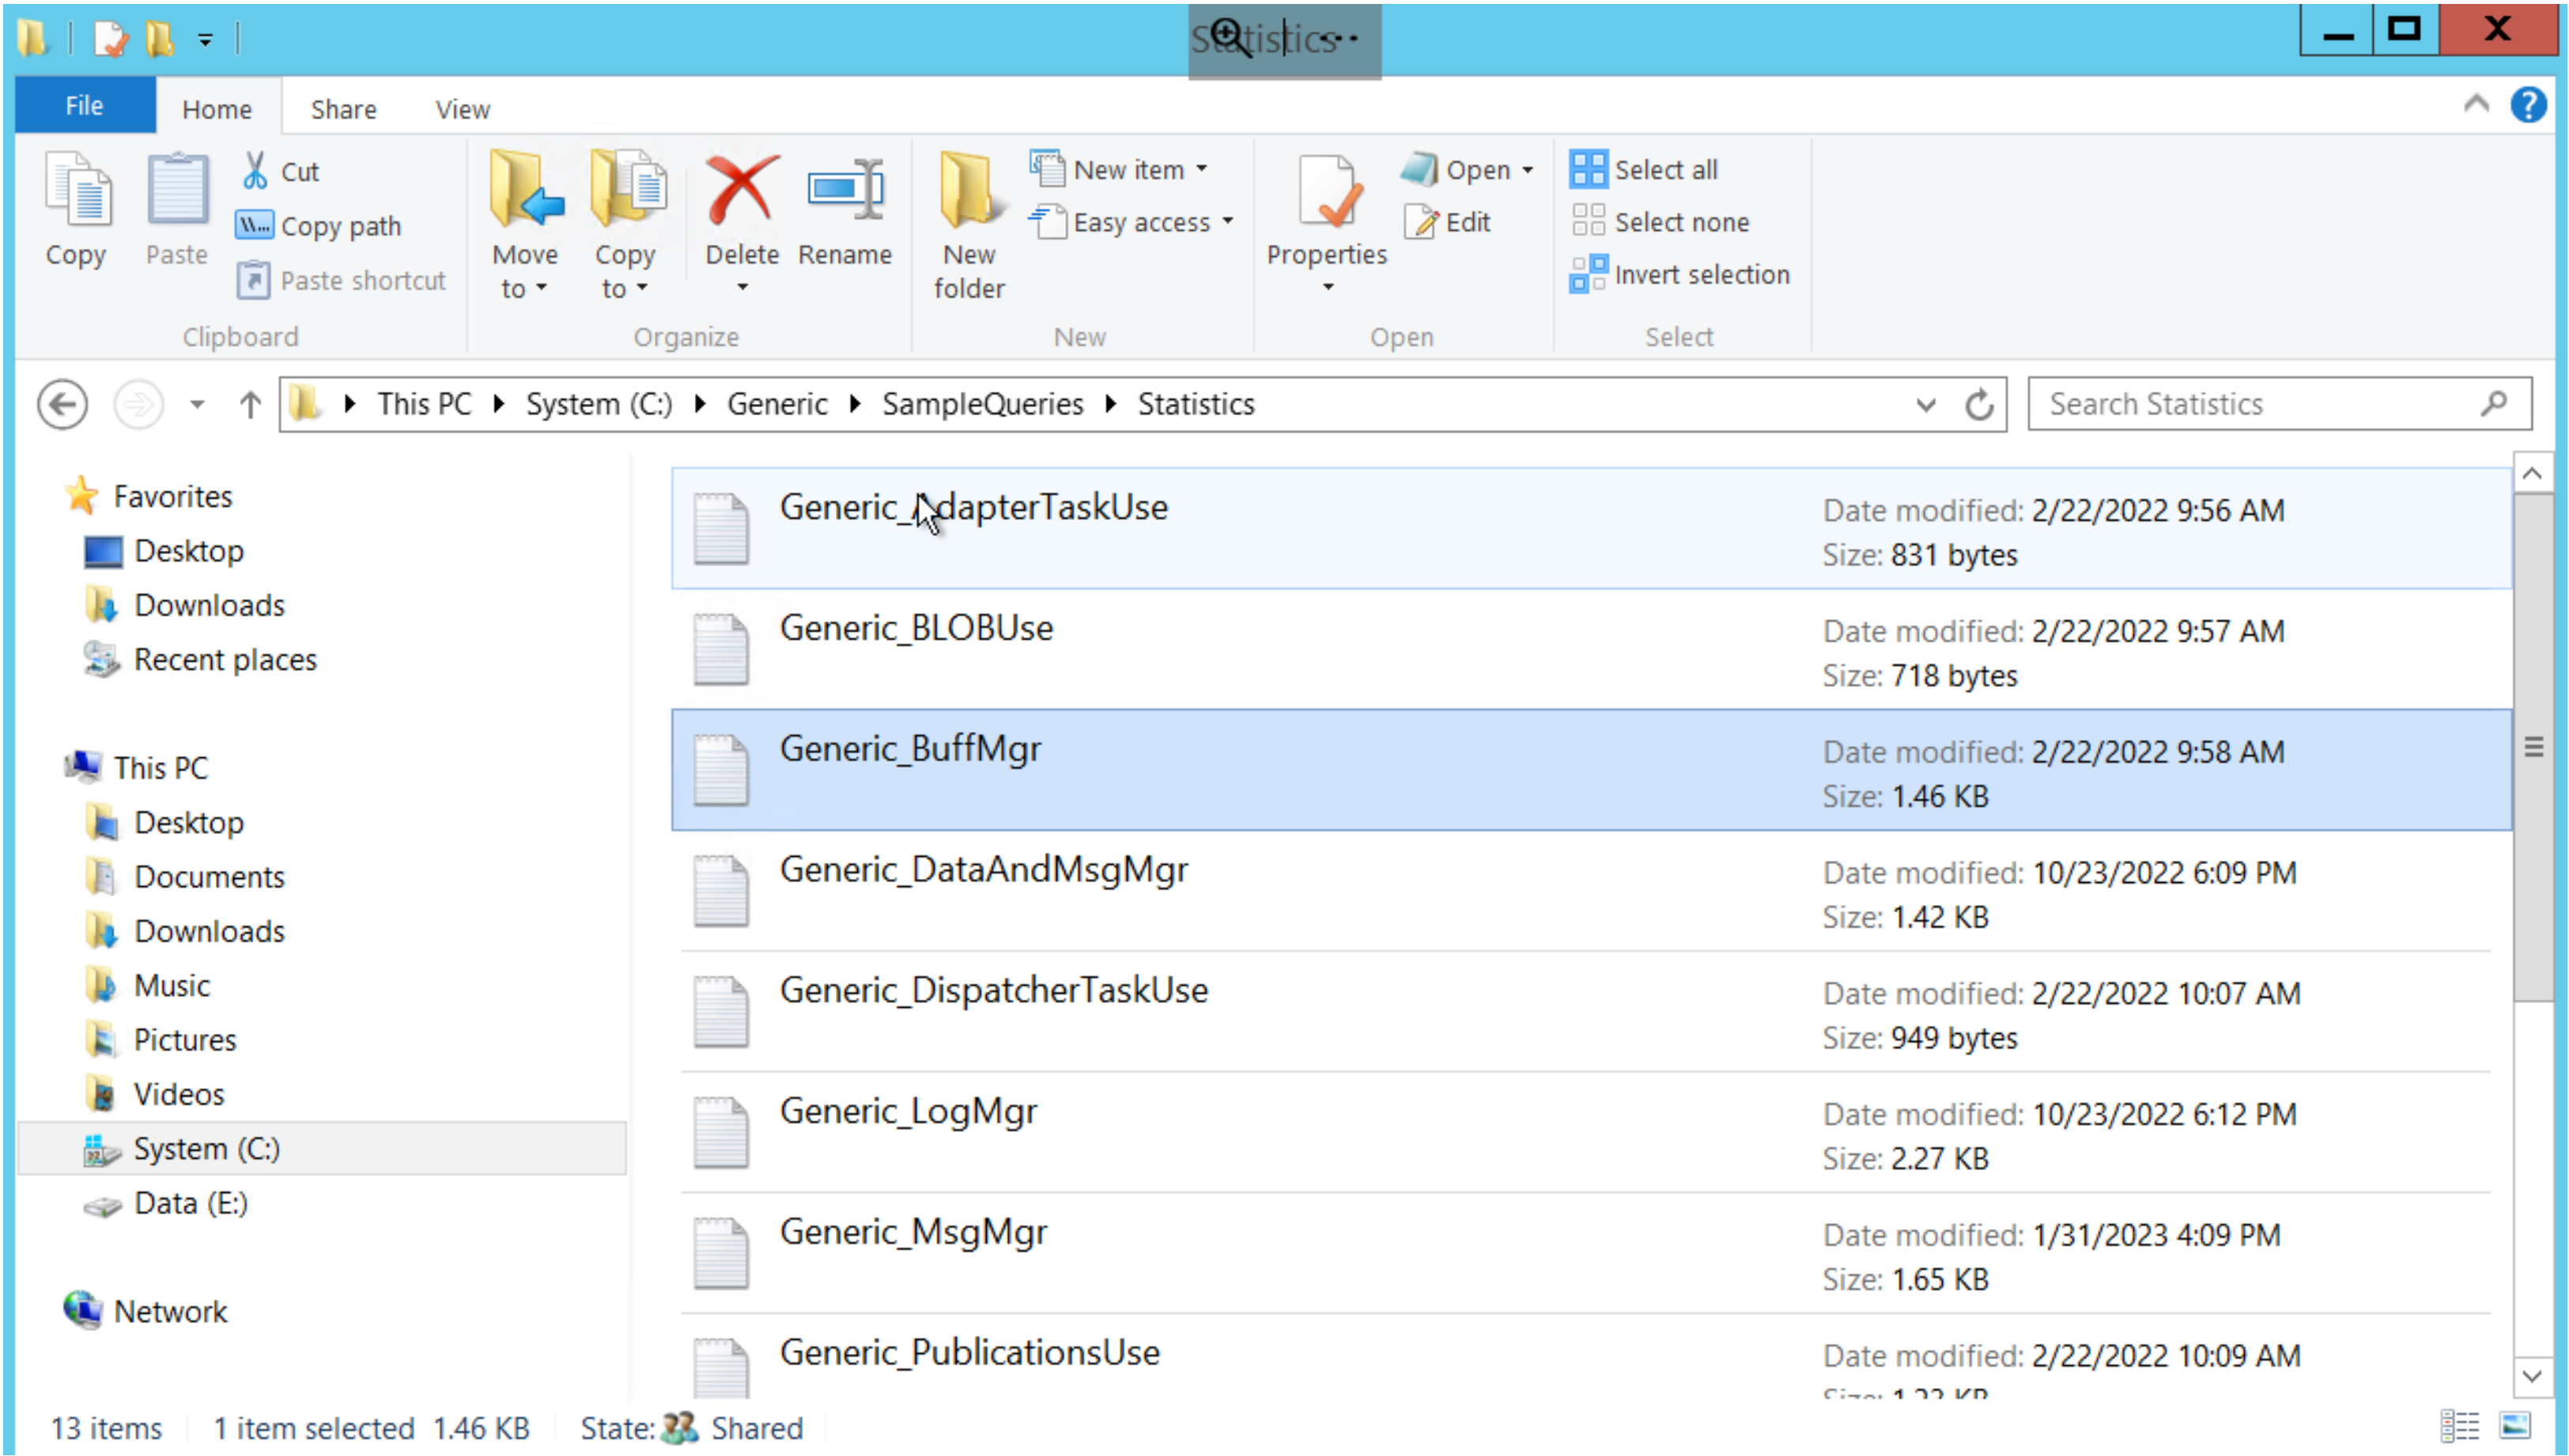 Statistics
File Home Share View
Copy
Paste
Cut
Copy path
Paste shortcut
Clipboard
Move to
Copy to
Delete
Rename
Organize
New folder
New item
Easy access
New
Properties
Open
Edit
Open
Select all
Select none
Invert selection
Select
This PC System (C:) Generic SampleQueries Statistics
Search Statistics
Favorites
Desktop
Downloads
Recent places
This PC
Desktop
Documents
Downloads
Music
Pictures
Videos
System (C:)
Data (E:)
Network
Generic_AdapterTaskUse
Date modified: 2/22/2022 9:56 AM
Size: 831 bytes
Generic_BLOBUse
Date modified: 2/22/2022 9:57 AM
Size: 718 bytes
Generic_BuffMgr
Date modified: 2/22/2022 9:58 AM
Size: 1.46 KB
Generic_DataAndMsgMgr
Date modified: 10/23/2022 6:09 PM
Size: 1.42 KB
Generic_DispatcherTaskUse
Date modified: 2/22/2022 10:07 AM
Size: 949 bytes
Generic_LogMgr
Date modified: 10/23/2022 6:12 PM
Size: 2.27 KB
Generic_MsgMgr
Date modified: 1/31/2023 4:09 PM
Size: 1.65 KB
Generic_PublicationsUse
Date modified: 2/22/2022 10:09 AM
13 items 1 item selected 1.46 KB State: Shared